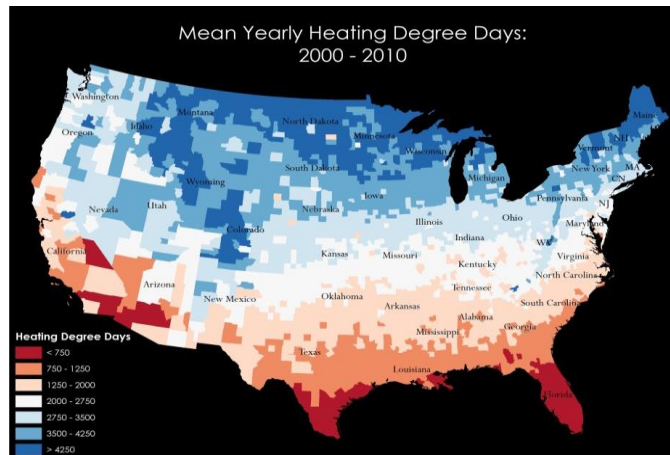 Mean Yearly Heating Degree Days:
2000 - 2010
Washington
Montana
North Dakota
Minnesota
Maine
Oregon
Idaho
Wisconsin
Vermont
NH
South Dakota
Michigan
New York
MA
Wyoming
CN
Iowa
Pennsylvania
NJ
Nevada
Utah
Nebraska
Illinois
Ohio
Maryland
Colorado
Indiana
WV
California
Kansas
Missouri
Virginia
Kentucky
Arizona
North Carolina
New Mexico
Oklahoma
Tennessee
Arkansas
South Carolina
Alabama
Mississippi
Georgia
Texas
Louisiana
Florida
Heating Degree Days
< 750
750 - 1250
1250 - 2000
2000 - 2750
2750 - 3500
3500 - 4250
> 4250